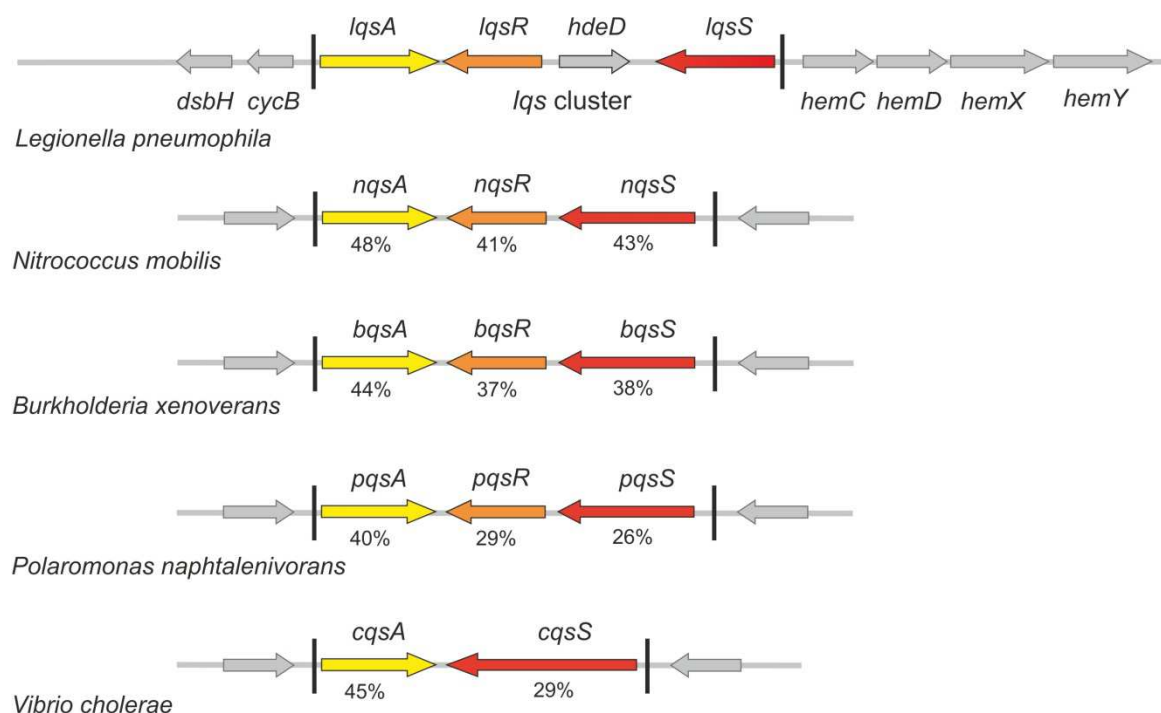 lqsA lqsR hdeD lqsS
dsbH cycB lqs cluster hemC hemD hemX hemY
Legionella pneumophila
nqsA nqsR nqsS
48% 41% 43%
Nitrococcus mobilis
bqsA bqsR bqsS
44% 37% 38%
Burkholderia xenoverans
pqsA pqsR pqsS
40% 29% 26%
Polaromonas naphtalenivorans
cqsA cqsS
45% 29%
Vibrio cholerae